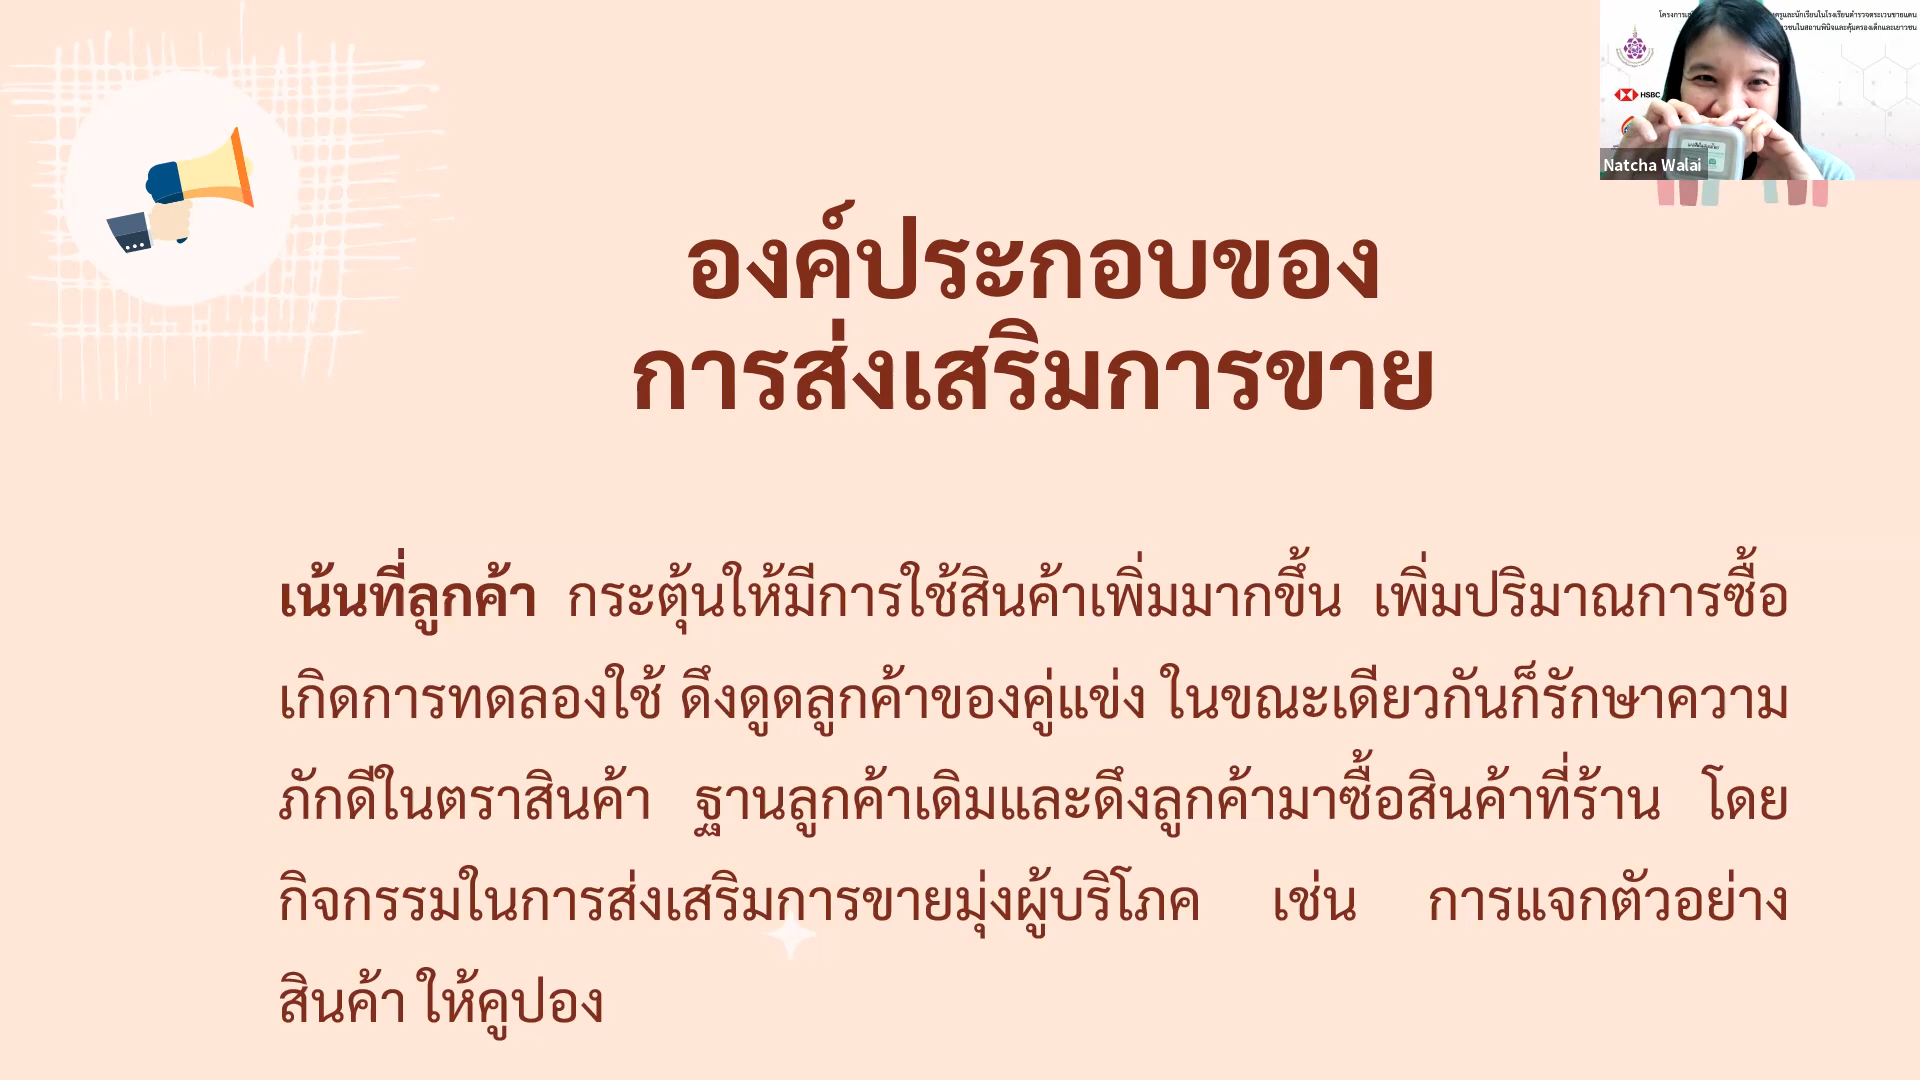 องค์ประกอบของ
การส่งเสริมการขาย
เน้นที่ลูกค้า กระตุ้นให้มีการใช้สินค้าเพิ่มมากขึ้น เพิ่มปริมาณการซื้อ
เกิดการทดลองใช้ ดึงดูดลูกค้าของคู่แข่ง ในขณะเดียวกันก็รักษาความ
ภักดีในตราสินค้า ฐานลูกค้าเดิมและดึงลูกค้ามาซื้อสินค้าที่ร้าน โดย
กิจกรรมในการส่งเสริมการขายมุ่งผู้บริโภค เช่น การแจกตัวอย่าง
สินค้า ให้คูปอง
HSBC
Natcha Walai